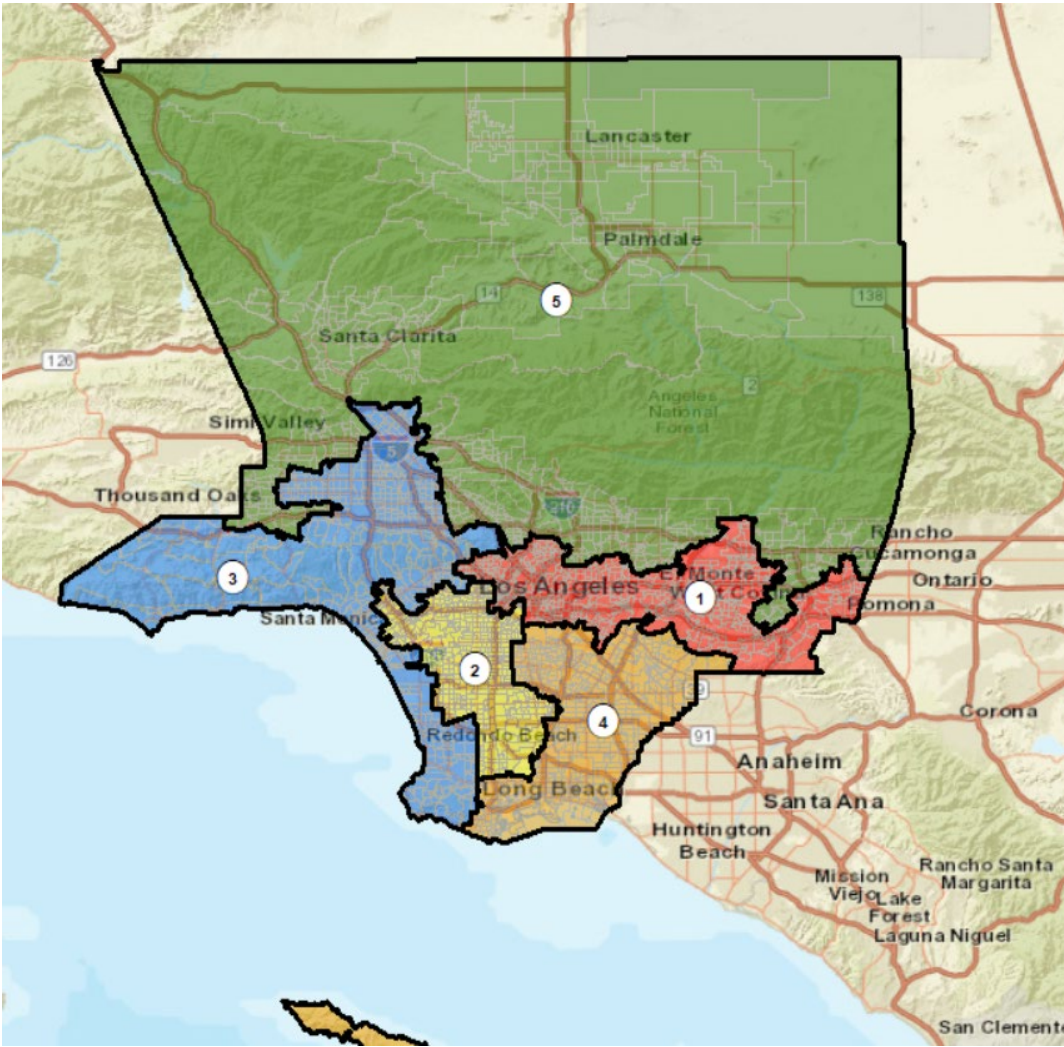 Lancaster
Palmdale
14
5
138
Santa Clarita
126
2
Angeles
National
Forest
Simi Valley
5
Thousand Oaks
210
Rancho
Cucamonga
3
Los Angeles
El Monte
West Covina
1
Ontario
Pomona
Santa Monic
2
4
Redondo Beach
91
Corona
Anaheim
Long Beach
Santa Ana
Huntington
Beach
Rancho Santa
Margarita
Mission
Viejo
Lake
Forest
Laguna Niguel
San Clemente